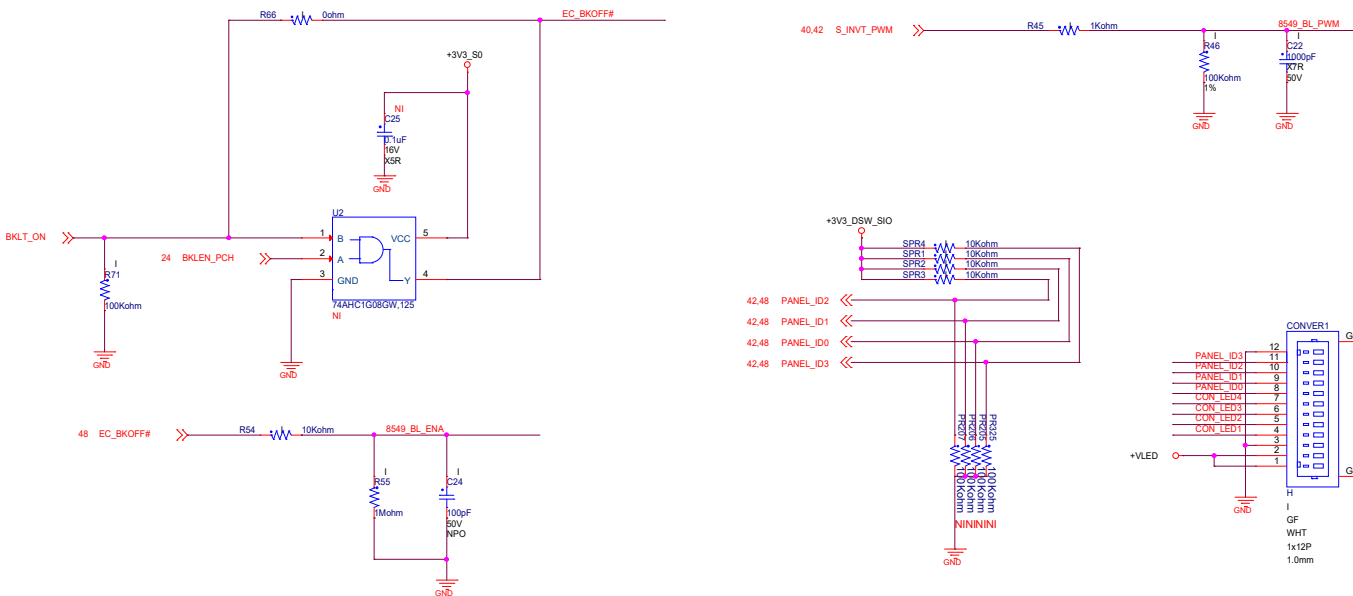 R66
I
0ohm
EC_BKOFF#
+3V3_S0
NI
C25
0.1uF
16V
X5R
GND
U2
BKLT_ON
1
B
VCC
5
24
BKLEN_PCH
2
A
3
GND
Y
4
74AHC1G08GW,125
NI
I
R71
100Kohm
GND
GND
48
EC_BKOFF#
R54
I
10Kohm
8549_BL_ENA
I
R55
1Mohm
I
C24
100pF
50V
NPO
GND
40,42
S_INVT_PWM
R45
I
1Kohm
8549_BL_PWM
I
R46
100Kohm
1%
GND
I
C22
1000pF
X7R
50V
GND
+3V3_DSW_SIO
SPR4
I
10Kohm
SPR1
I
10Kohm
SPR2
I
10Kohm
SPR3
I
10Kohm
42,48
PANEL_ID2
42,48
PANEL_ID1
42,48
PANEL_ID0
42,48
PANEL_ID3
PR207
PR206
PR205
PR325
100Kohm
100Kohm
100Kohm
100Kohm
NININININI
GND
CONVER1
G
12
PANEL_ID3
11
PANEL_ID2
10
PANEL_ID1
9
PANEL_ID0
8
CON_LED4
7
CON_LED3
6
CON_LED2
5
CON_LED1
4
3
+VLED
2
1
G
GND
H
I
GF
WHT
1x12P
1.0mm